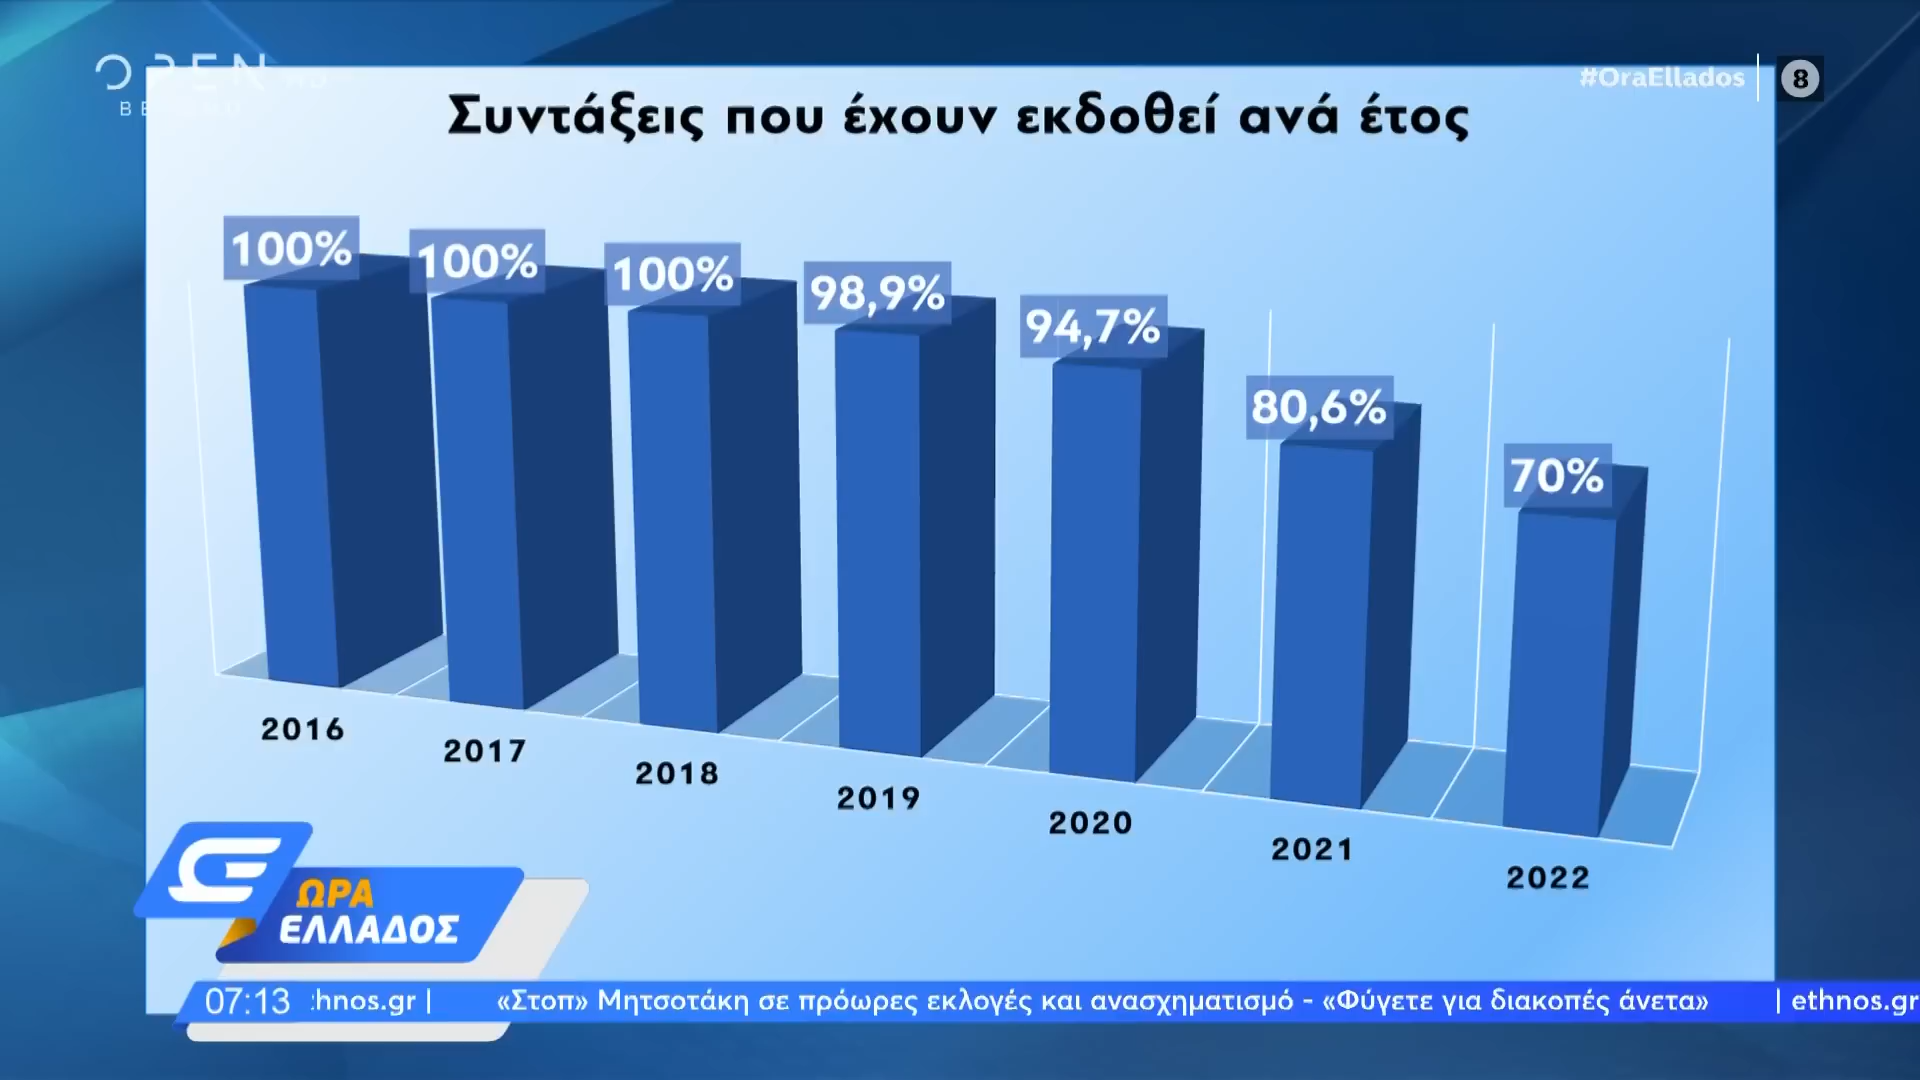 OPEN
#OraEllados
8
Συντάξεις που έχουν εκδοθεί ανά έτος
100%
100%
100%
98,9%
94,7%
80,6%
70%
2016
2017
2018
2019
2020
2021
2022
ΩΡΑ
ΕΛΛΑΔΟΣ
07:13 hnos.gr | «Στοπ» Μητσοτάκη σε πρόωρες εκλογές και ανασχηματισμό - «Φύγετε για διακοπές άνετα» | ethnos.gr